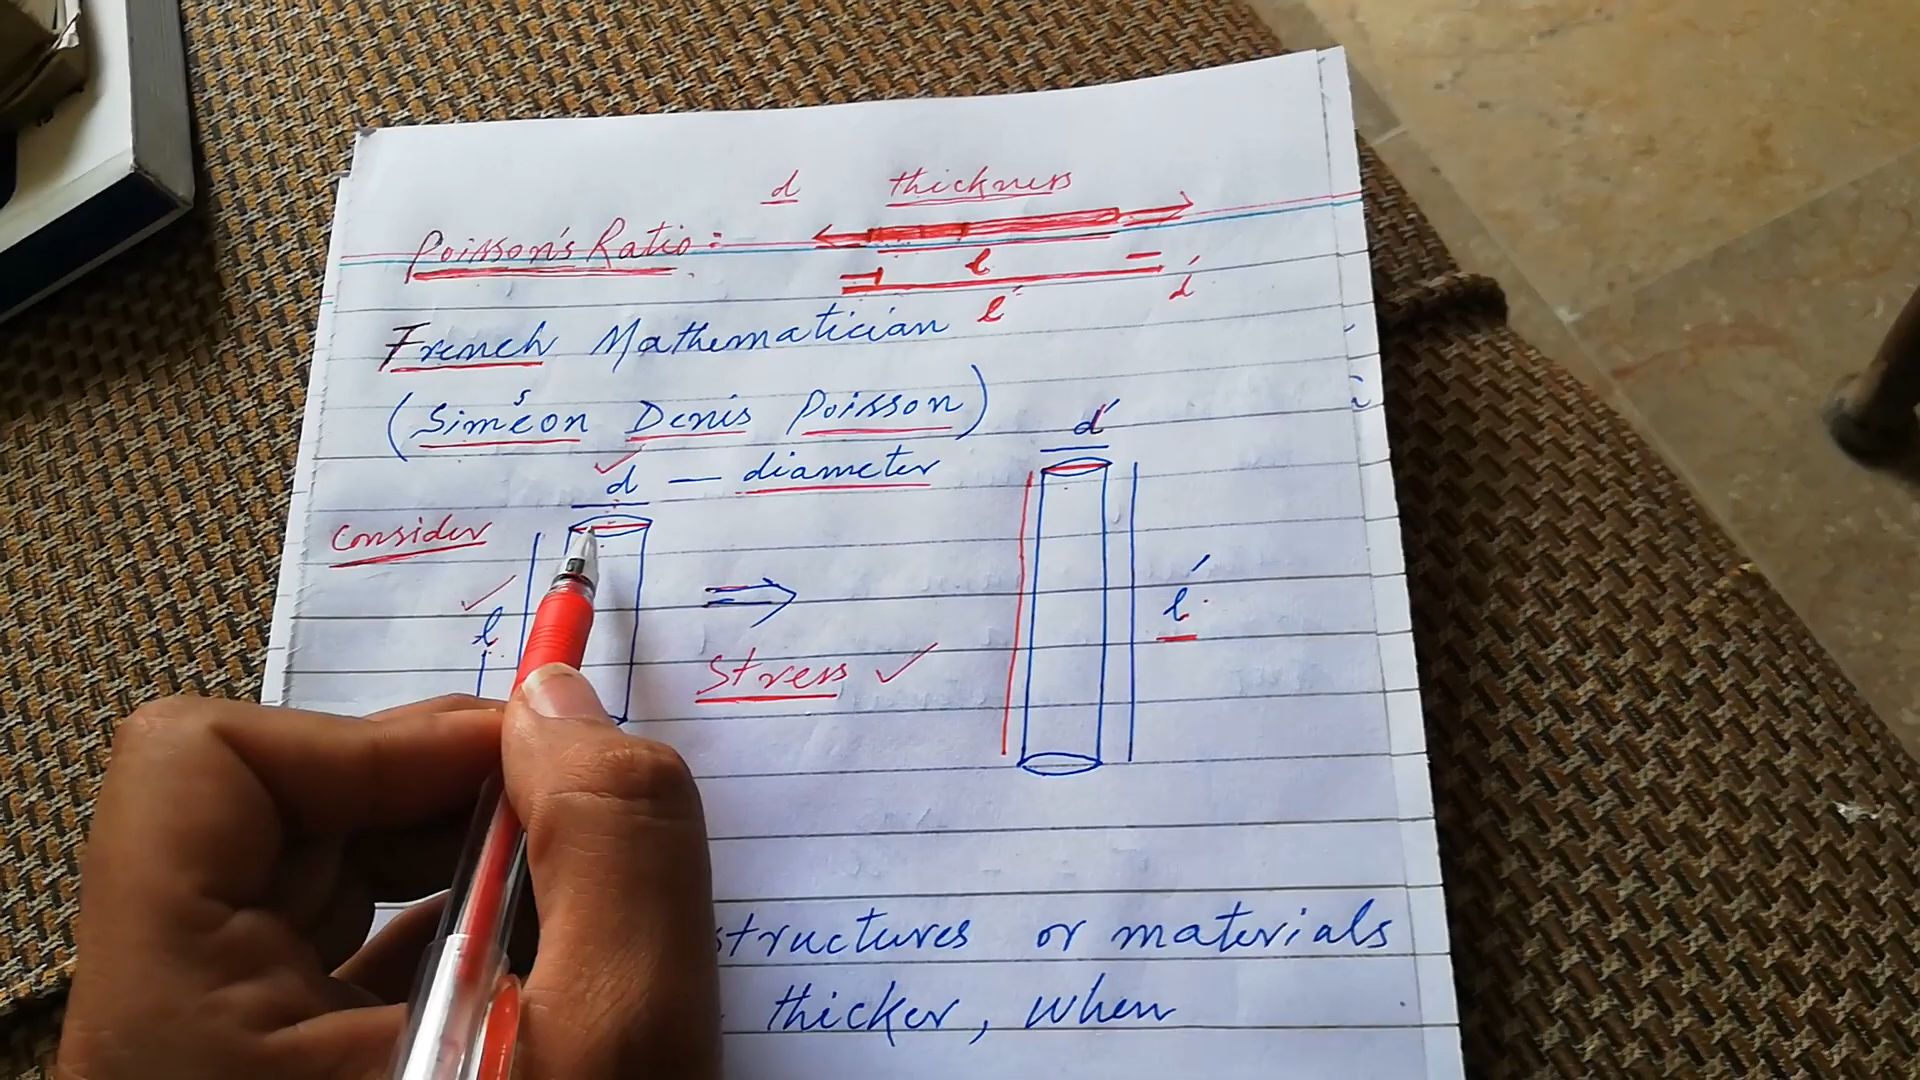 d thickness
Poisson's Ratio:
l
l′ d′
French Mathematician
(Siméon Denis Poisson)
d — diameter
d′
Consider
l
l′
Stress
structures or materials
thicker, when